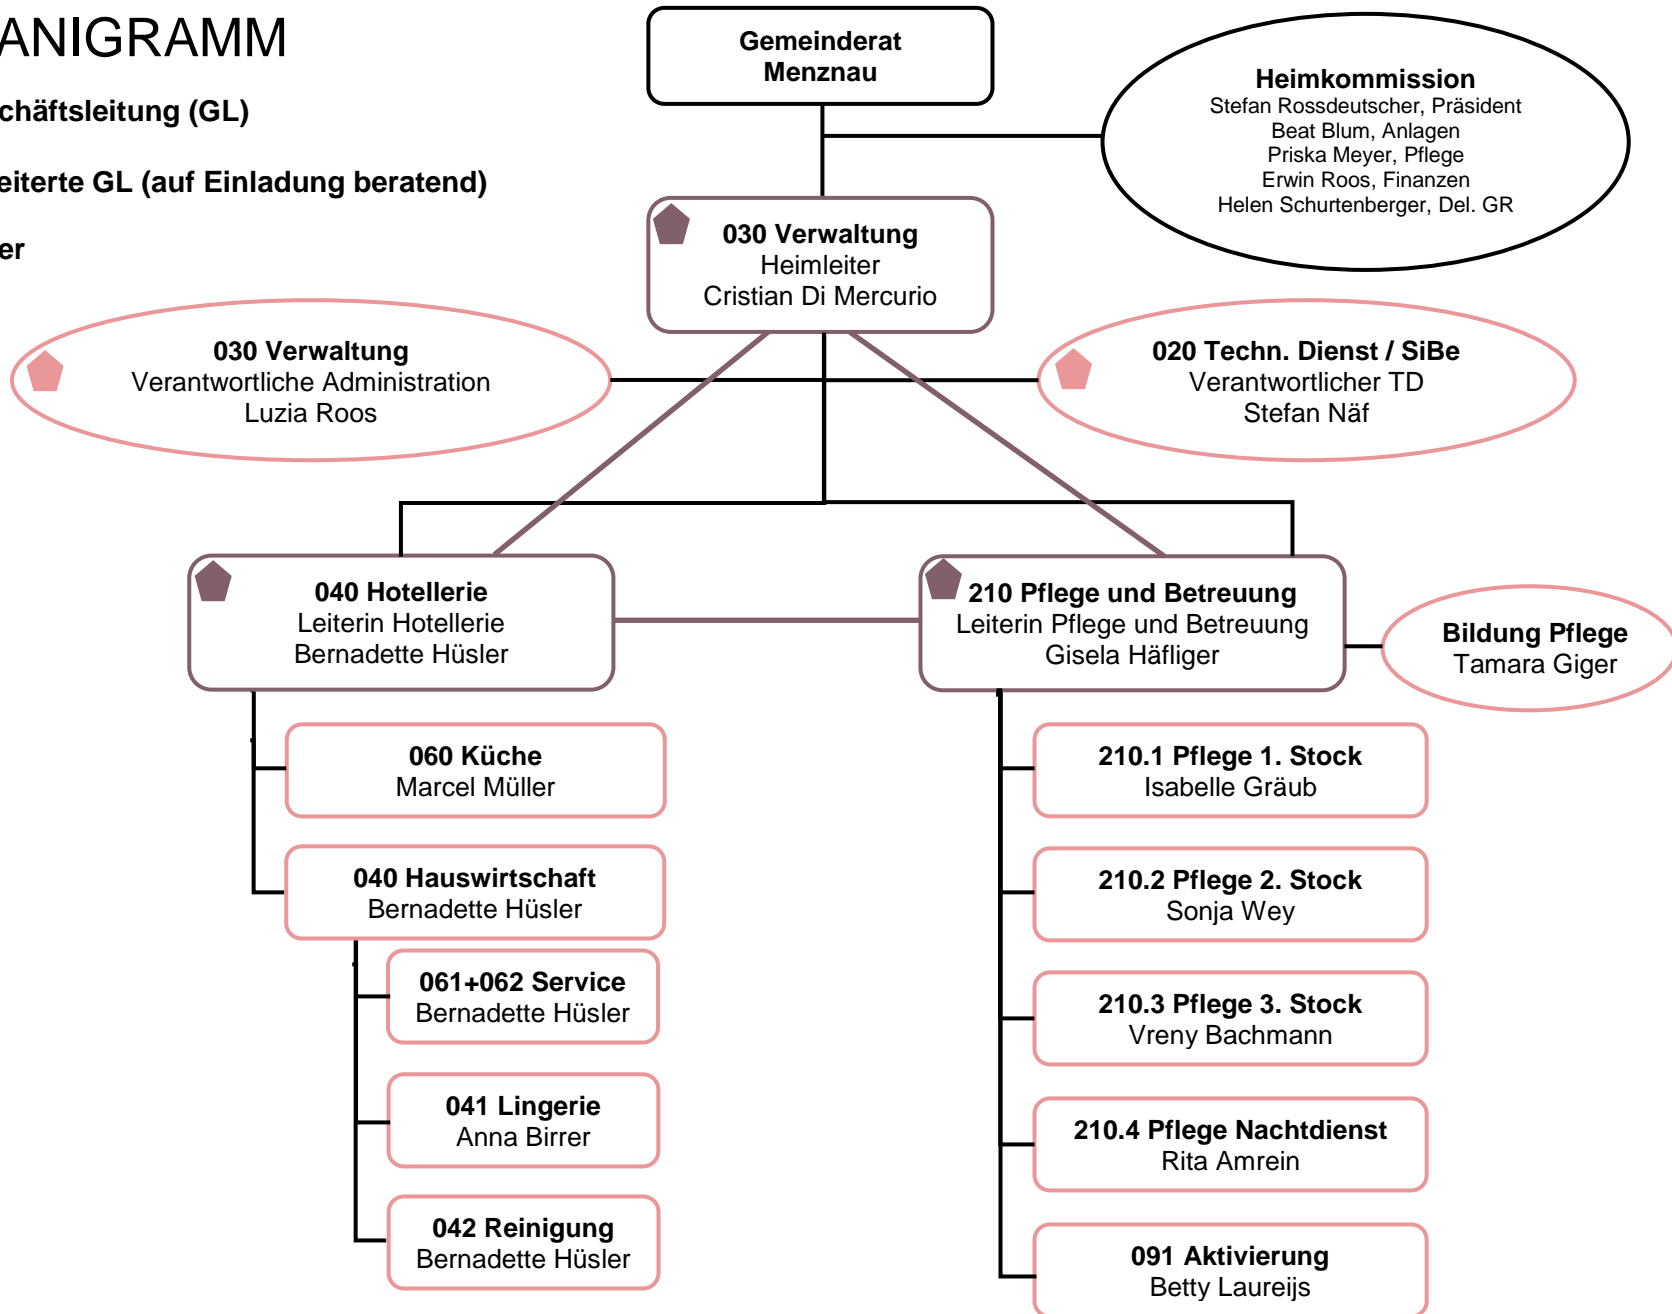 ANIGRAMM
chäftsleitung (GL)
eiterte GL (auf Einladung beratend)
er
Gemeinderat
Menznau
Heimkommission
Stefan Rossdeutscher, Präsident
Beat Blum, Anlagen
Priska Meyer, Pflege
Erwin Roos, Finanzen
Helen Schurtenberger, Del. GR
030 Verwaltung
Heimleiter
Cristian Di Mercurio
030 Verwaltung
Verantwortliche Administration
Luzia Roos
020 Techn. Dienst / SiBe
Verantwortlicher TD
Stefan Näf
040 Hotellerie
Leiterin Hotellerie
Bernadette Hüsler
210 Pflege und Betreuung
Leiterin Pflege und Betreuung
Gisela Häfliger
Bildung Pflege
Tamara Giger
060 Küche
Marcel Müller
040 Hauswirtschaft
Bernadette Hüsler
061+062 Service
Bernadette Hüsler
041 Lingerie
Anna Birrer
042 Reinigung
Bernadette Hüsler
210.1 Pflege 1. Stock
Isabelle Gräub
210.2 Pflege 2. Stock
Sonja Wey
210.3 Pflege 3. Stock
Vreny Bachmann
210.4 Pflege Nachtdienst
Rita Amrein
091 Aktivierung
Betty Laureijs